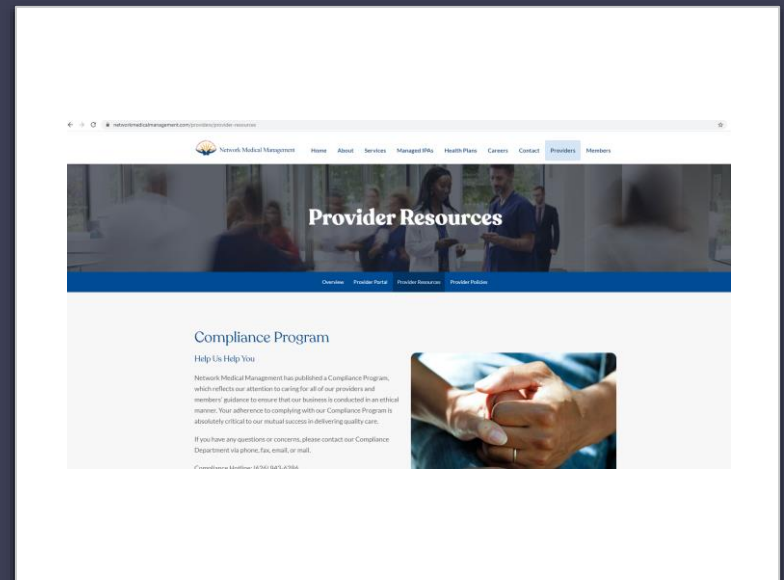 networkmedicalmanagement.com/providers/provider-resources
Network Medical Management Home About Services Managed IPAs Health Plans Careers Contact Providers Members
Provider Resources
Overview Provider Portal Provider Resources Provider Policies
Compliance Program
Help Us Help You
Network Medical Management has published a Compliance Program,
which reflects our attention to caring for all of our providers and
members' guidance to ensure that our business is conducted in an ethical
manner. Your adherence to complying with our Compliance Program is
absolutely critical to our mutual success in delivering quality care.
If you have any questions or concerns, please contact our Compliance
Department via phone, fax, email, or mail.
Compliance Hotline: (626) 943-6286